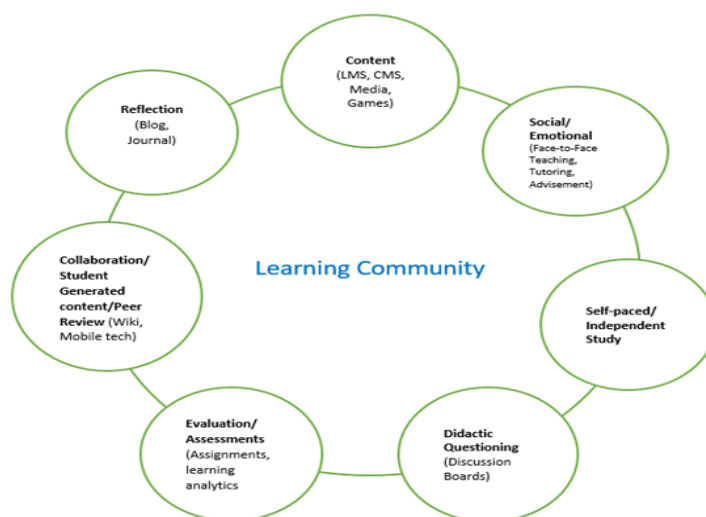 Content
(LMS, CMS,
Media,
Games)
Social/
Emotional
(Face-to-Face
Teaching,
Tutoring,
Advisement)
Self-paced/
Independent
Study
Didactic
Questioning
(Discussion
Boards)
Evaluation/
Assessments
(Assignments,
learning
analytics
Collaboration/
Student
Generated
content/Peer
Review (Wiki,
Mobile tech)
Reflection
(Blog,
Journal)
Learning Community